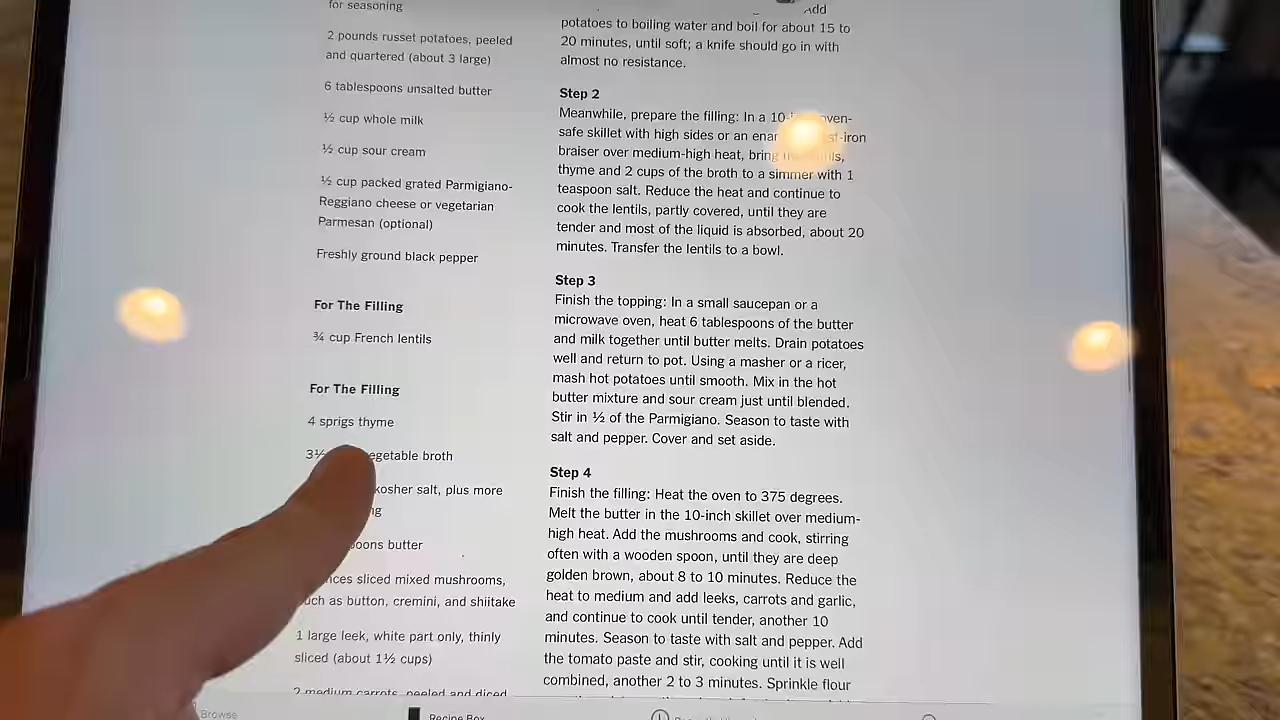 for seasoning
2 pounds russet potatoes, peeled
and quartered (about 3 large)
6 tablespoons unsalted butter
½ cup whole milk
½ cup sour cream
½ cup packed grated Parmigiano-
Reggiano cheese or vegetarian
Parmesan (optional)
Freshly ground black pepper
For The Filling
¾ cup French lentils
For The Filling
4 sprigs thyme
broth
kosher salt, plus more
butter
sliced mixed mushrooms,
such as button, cremini, and shiitake
1 large leek, white part only, thinly
sliced (about 1½ cups)
2 medium carrots, peeled and diced
Add
potatoes to boiling water and boil for about 15 to
20 minutes, until soft; a knife should go in with
almost no resistance.
Step 2
Meanwhile, prepare the filling: In a
safe skillet with high sides or an
braiser over medium-high heat, bring
thyme and 2 cups of the broth to a simmer with 1
teaspoon salt. Reduce the heat and continue to
cook the lentils, partly covered, until they are
tender and most of the liquid is absorbed, about 20
minutes. Transfer the lentils to a bowl.
Step 3
Finish the topping: In a small saucepan or a
microwave oven, heat 6 tablespoons of the butter
and milk together until butter melts. Drain potatoes
well and return to pot. Using a masher or a ricer,
mash hot potatoes until smooth. Mix in the hot
butter mixture and sour cream just until blended.
Stir in ½ of the Parmigiano. Season to taste with
salt and pepper. Cover and set aside.
Step 4
Finish the filling: Heat the oven to 375 degrees.
Melt the butter in the 10-inch skillet over medium-
high heat. Add the mushrooms and cook, stirring
often with a wooden spoon, until they are deep
golden brown, about 8 to 10 minutes. Reduce the
heat to medium and add leeks, carrots and garlic,
and continue to cook until tender, another 10
minutes. Season to taste with salt and pepper. Add
the tomato paste and stir, cooking until it is well
combined, another 2 to 3 minutes. Sprinkle flour
Browse
Recipe Box